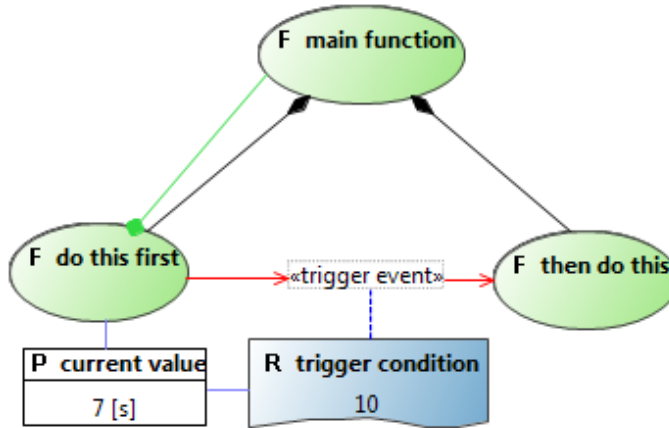 F main function
F do this first
«trigger event»
F then do this
P current value
7 [s]
R trigger condition
10